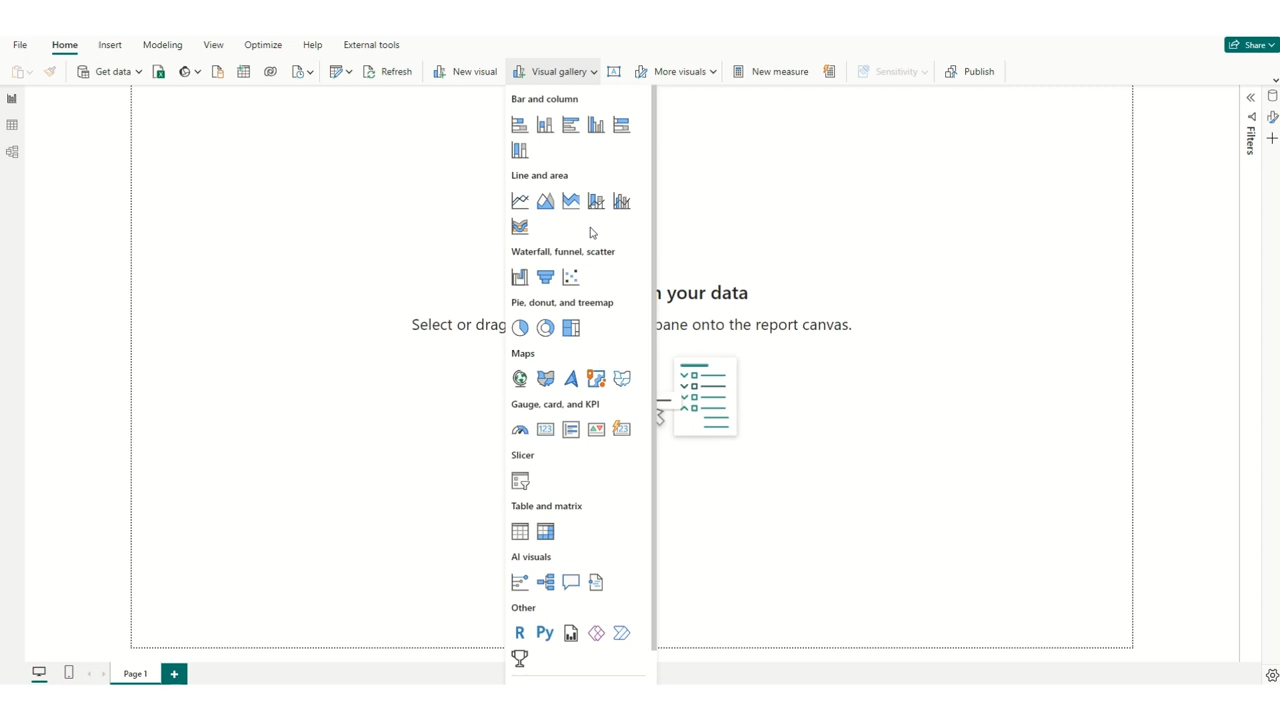 File Home Insert Modeling View Optimize Help External tools Share
Get data Refresh New visual Visual gallery More visuals New measure Sensitivity Publish
Bar and column
Filters
Line and area
Waterfall, funnel, scatter
n your data
Pie, donut, and treemap
Select or drag pane onto the report canvas.
Maps
Gauge, card, and KPI
123 123
Slicer
Table and matrix
AI visuals
Other
R Py
Page 1 +